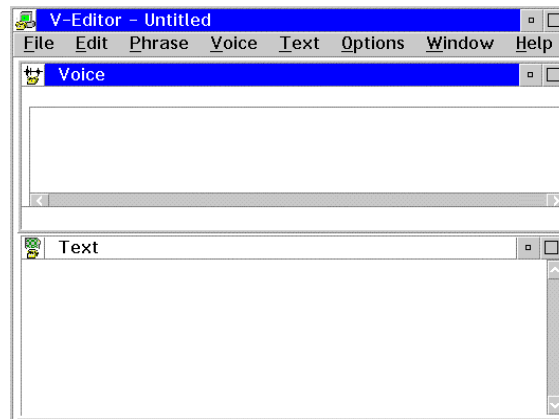 V-Editor - Untitled
File Edit Phrase Voice Text Options Window Help
Voice
Text